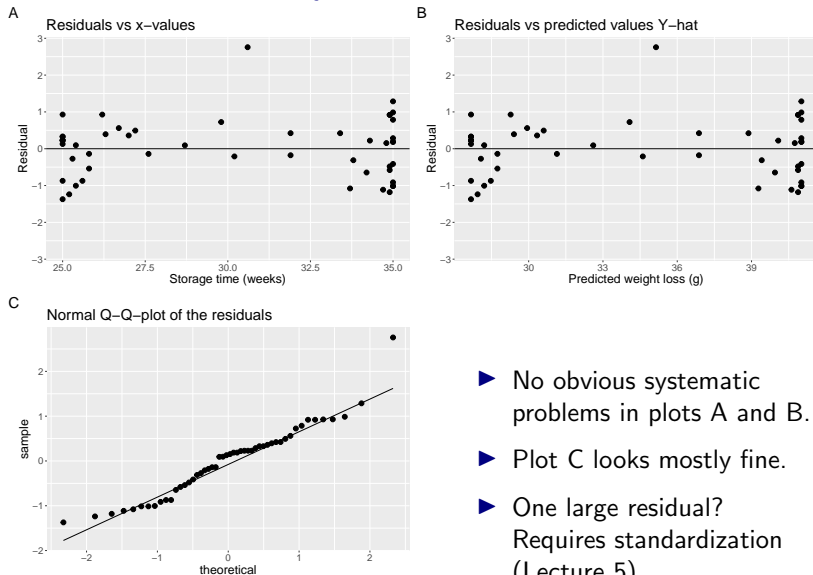 A
Residuals vs x−values
3
2
1
0
−1
−2
−3
Residual
25.0 27.5 30.0 32.5 35.0
Storage time (weeks)
B
Residuals vs predicted values Y−hat
3
2
1
0
−1
−2
−3
Residual
30 33 36 39
Predicted weight loss (g)
C
Normal Q−Q−plot of the residuals
2
1
0
−1
−2
sample
−2 −1 0 1 2
theoretical
▶ No obvious systematic
problems in plots A and B.
▶ Plot C looks mostly fine.
▶ One large residual?
Requires standardization
(Lecture 5)